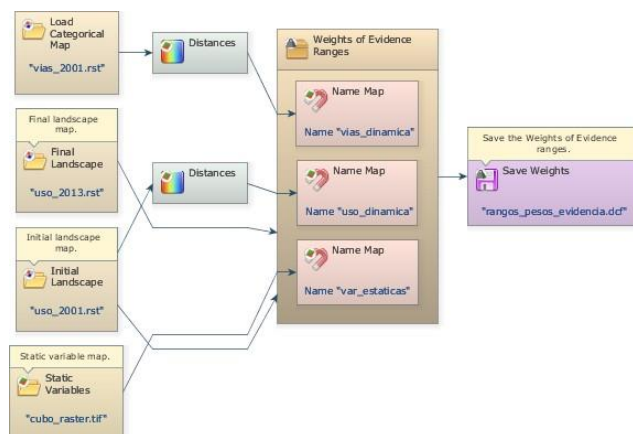 Load
Categorical
Map
"vias_2001.rst"
Distances
Weights of Evidence
Ranges
Name Map
Name "vias_dinamica"
Final landscape
map.
Final
Landscape
"uso_2013.rst"
Distances
Name Map
Name "uso_dinamica"
Save the Weights of Evidence
ranges.
Save Weights
"rangos_pesos_evidencia.dcf"
Initial landscape
map.
Initial
Landscape
"uso_2001.rst"
Name Map
Name "var_estaticas"
Static variable map.
Static
Variables
"cubo_raster.tif"